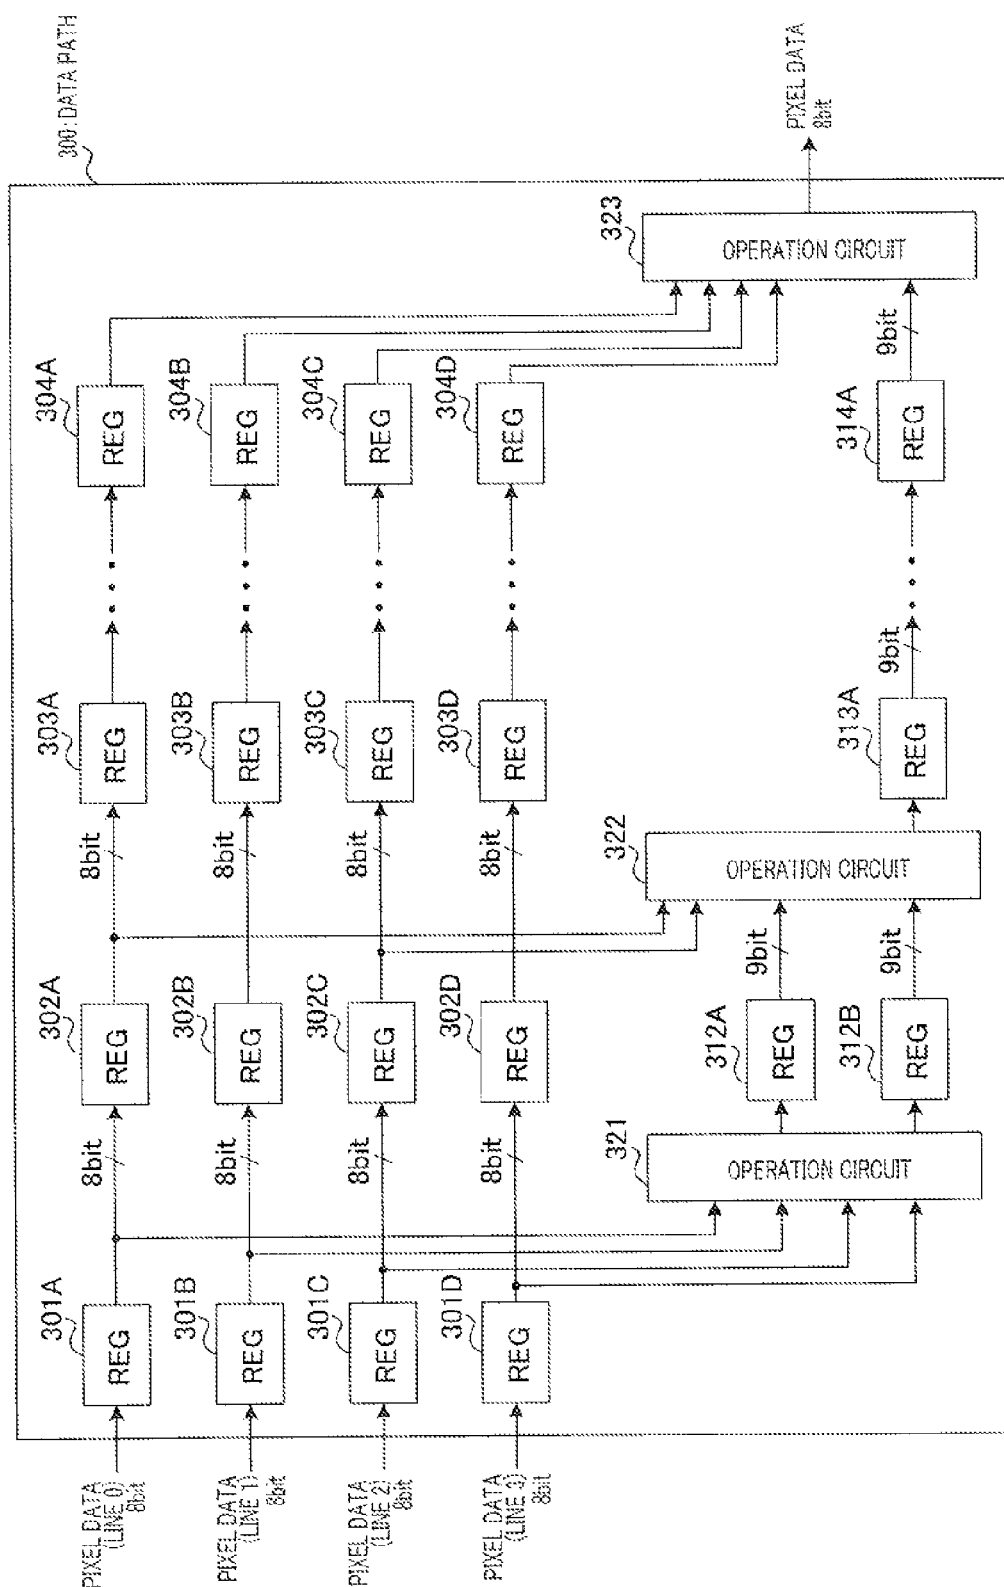 300: DATA PATH
PIXEL DATA
(LINE 0)
8bit
301A
REG
8bit
302A
REG
8bit
303A
REG
304A
REG
PIXEL DATA
(LINE 1)
8bit
301B
REG
8bit
302B
REG
8bit
303B
REG
304B
REG
PIXEL DATA
(LINE 2)
8bit
301C
REG
8bit
302C
REG
8bit
303C
REG
304C
REG
PIXEL DATA
(LINE 3)
8bit
301D
REG
8bit
302D
REG
8bit
303D
REG
304D
REG
321
OPERATION CIRCUIT
312A
REG
9bit
312B
REG
9bit
322
OPERATION CIRCUIT
313A
REG
9bit
314A
REG
9bit
323
OPERATION CIRCUIT
PIXEL DATA
8bit